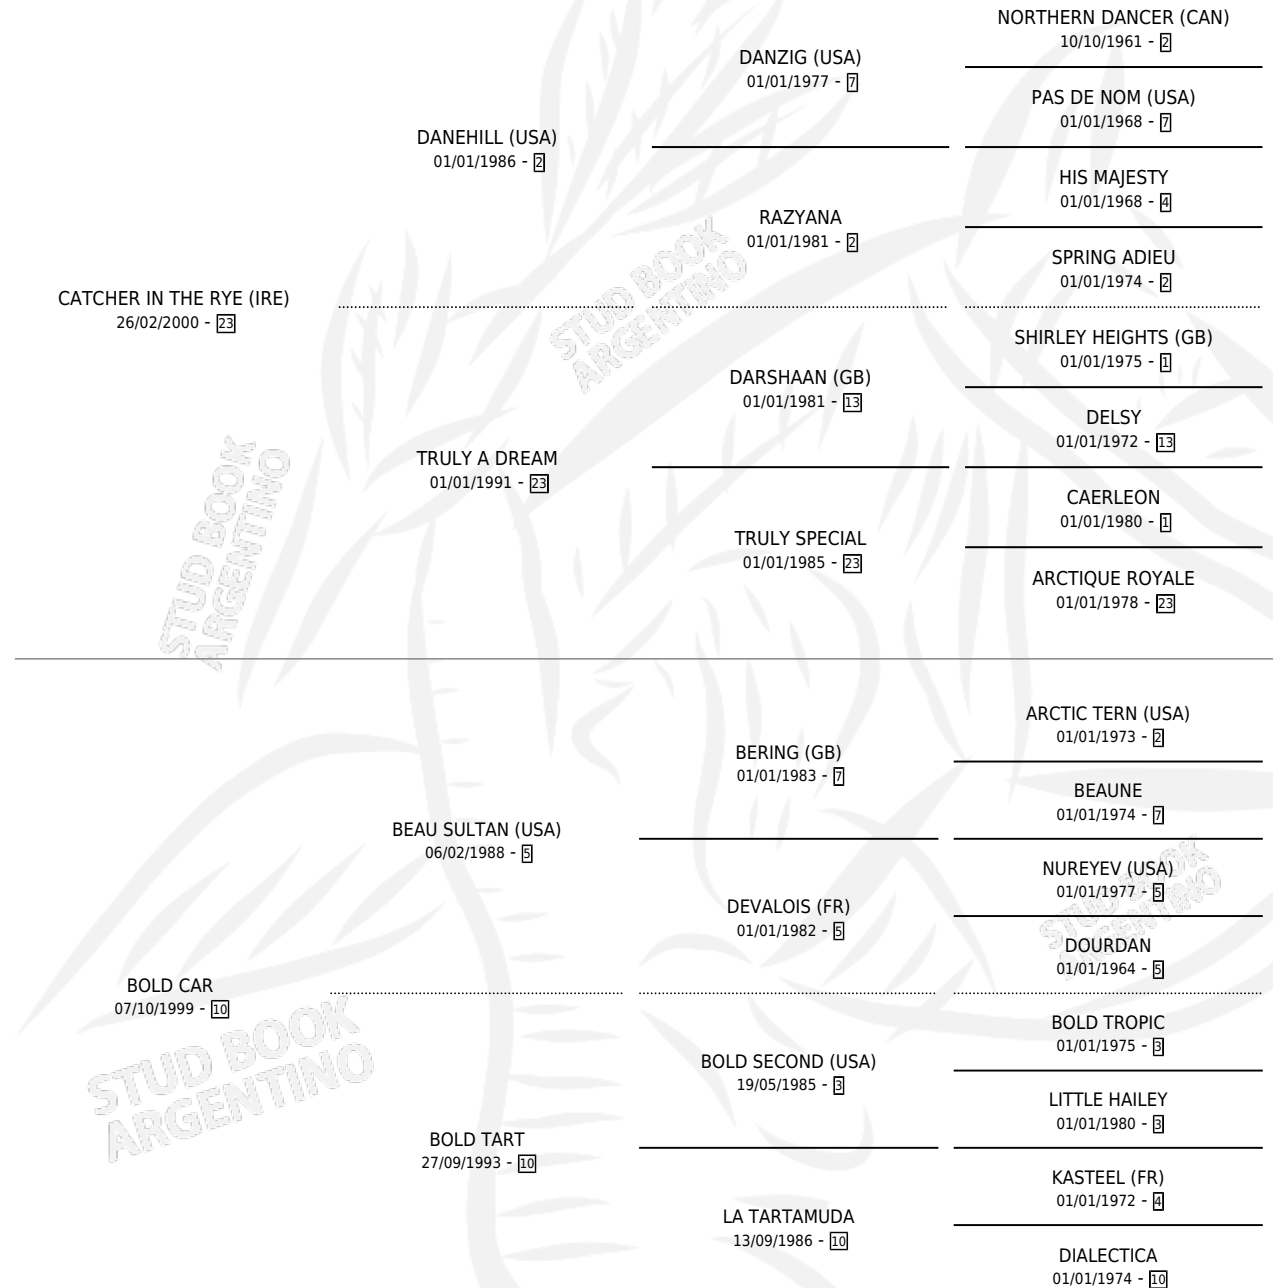 NORTHERN DANCER (CAN)
10/10/1961 - 2
DANZIG (USA)
01/01/1977 - 7
PAS DE NOM (USA)
01/01/1968 - 7
DANEHILL (USA)
01/01/1986 - 2
HIS MAJESTY
01/01/1968 - 4
RAZYANA
01/01/1981 - 2
SPRING ADIEU
01/01/1974 - 2
CATCHER IN THE RYE (IRE)
26/02/2000 - 23
SHIRLEY HEIGHTS (GB)
01/01/1975 - 1
DARSHAAN (GB)
01/01/1981 - 13
DELSY
01/01/1972 - 13
TRULY A DREAM
01/01/1991 - 23
CAERLEON
01/01/1980 - 1
TRULY SPECIAL
01/01/1985 - 23
ARCTIQUE ROYALE
01/01/1978 - 23
ARCTIC TERN (USA)
01/01/1973 - 2
BERING (GB)
01/01/1983 - 7
BEAUNE
01/01/1974 - 7
BEAU SULTAN (USA)
06/02/1988 - 5
NUREYEV (USA)
01/01/1977 - 5
DEVALOIS (FR)
01/01/1982 - 5
DOURDAN
01/01/1964 - 5
BOLD CAR
07/10/1999 - 10
BOLD TROPIC
01/01/1975 - 3
BOLD SECOND (USA)
19/05/1985 - 3
LITTLE HAILEY
01/01/1980 - 3
BOLD TART
27/09/1993 - 10
KASTEEL (FR)
01/01/1972 - 4
LA TARTAMUDA
13/09/1986 - 10
DIALECTICA
01/01/1974 - 10
STUD BOOK
ARGENTINO
STUD BOOK
ARGENTINO
STUD BOOK
ARGENTINO
STUD BOOK
ARGENTINO